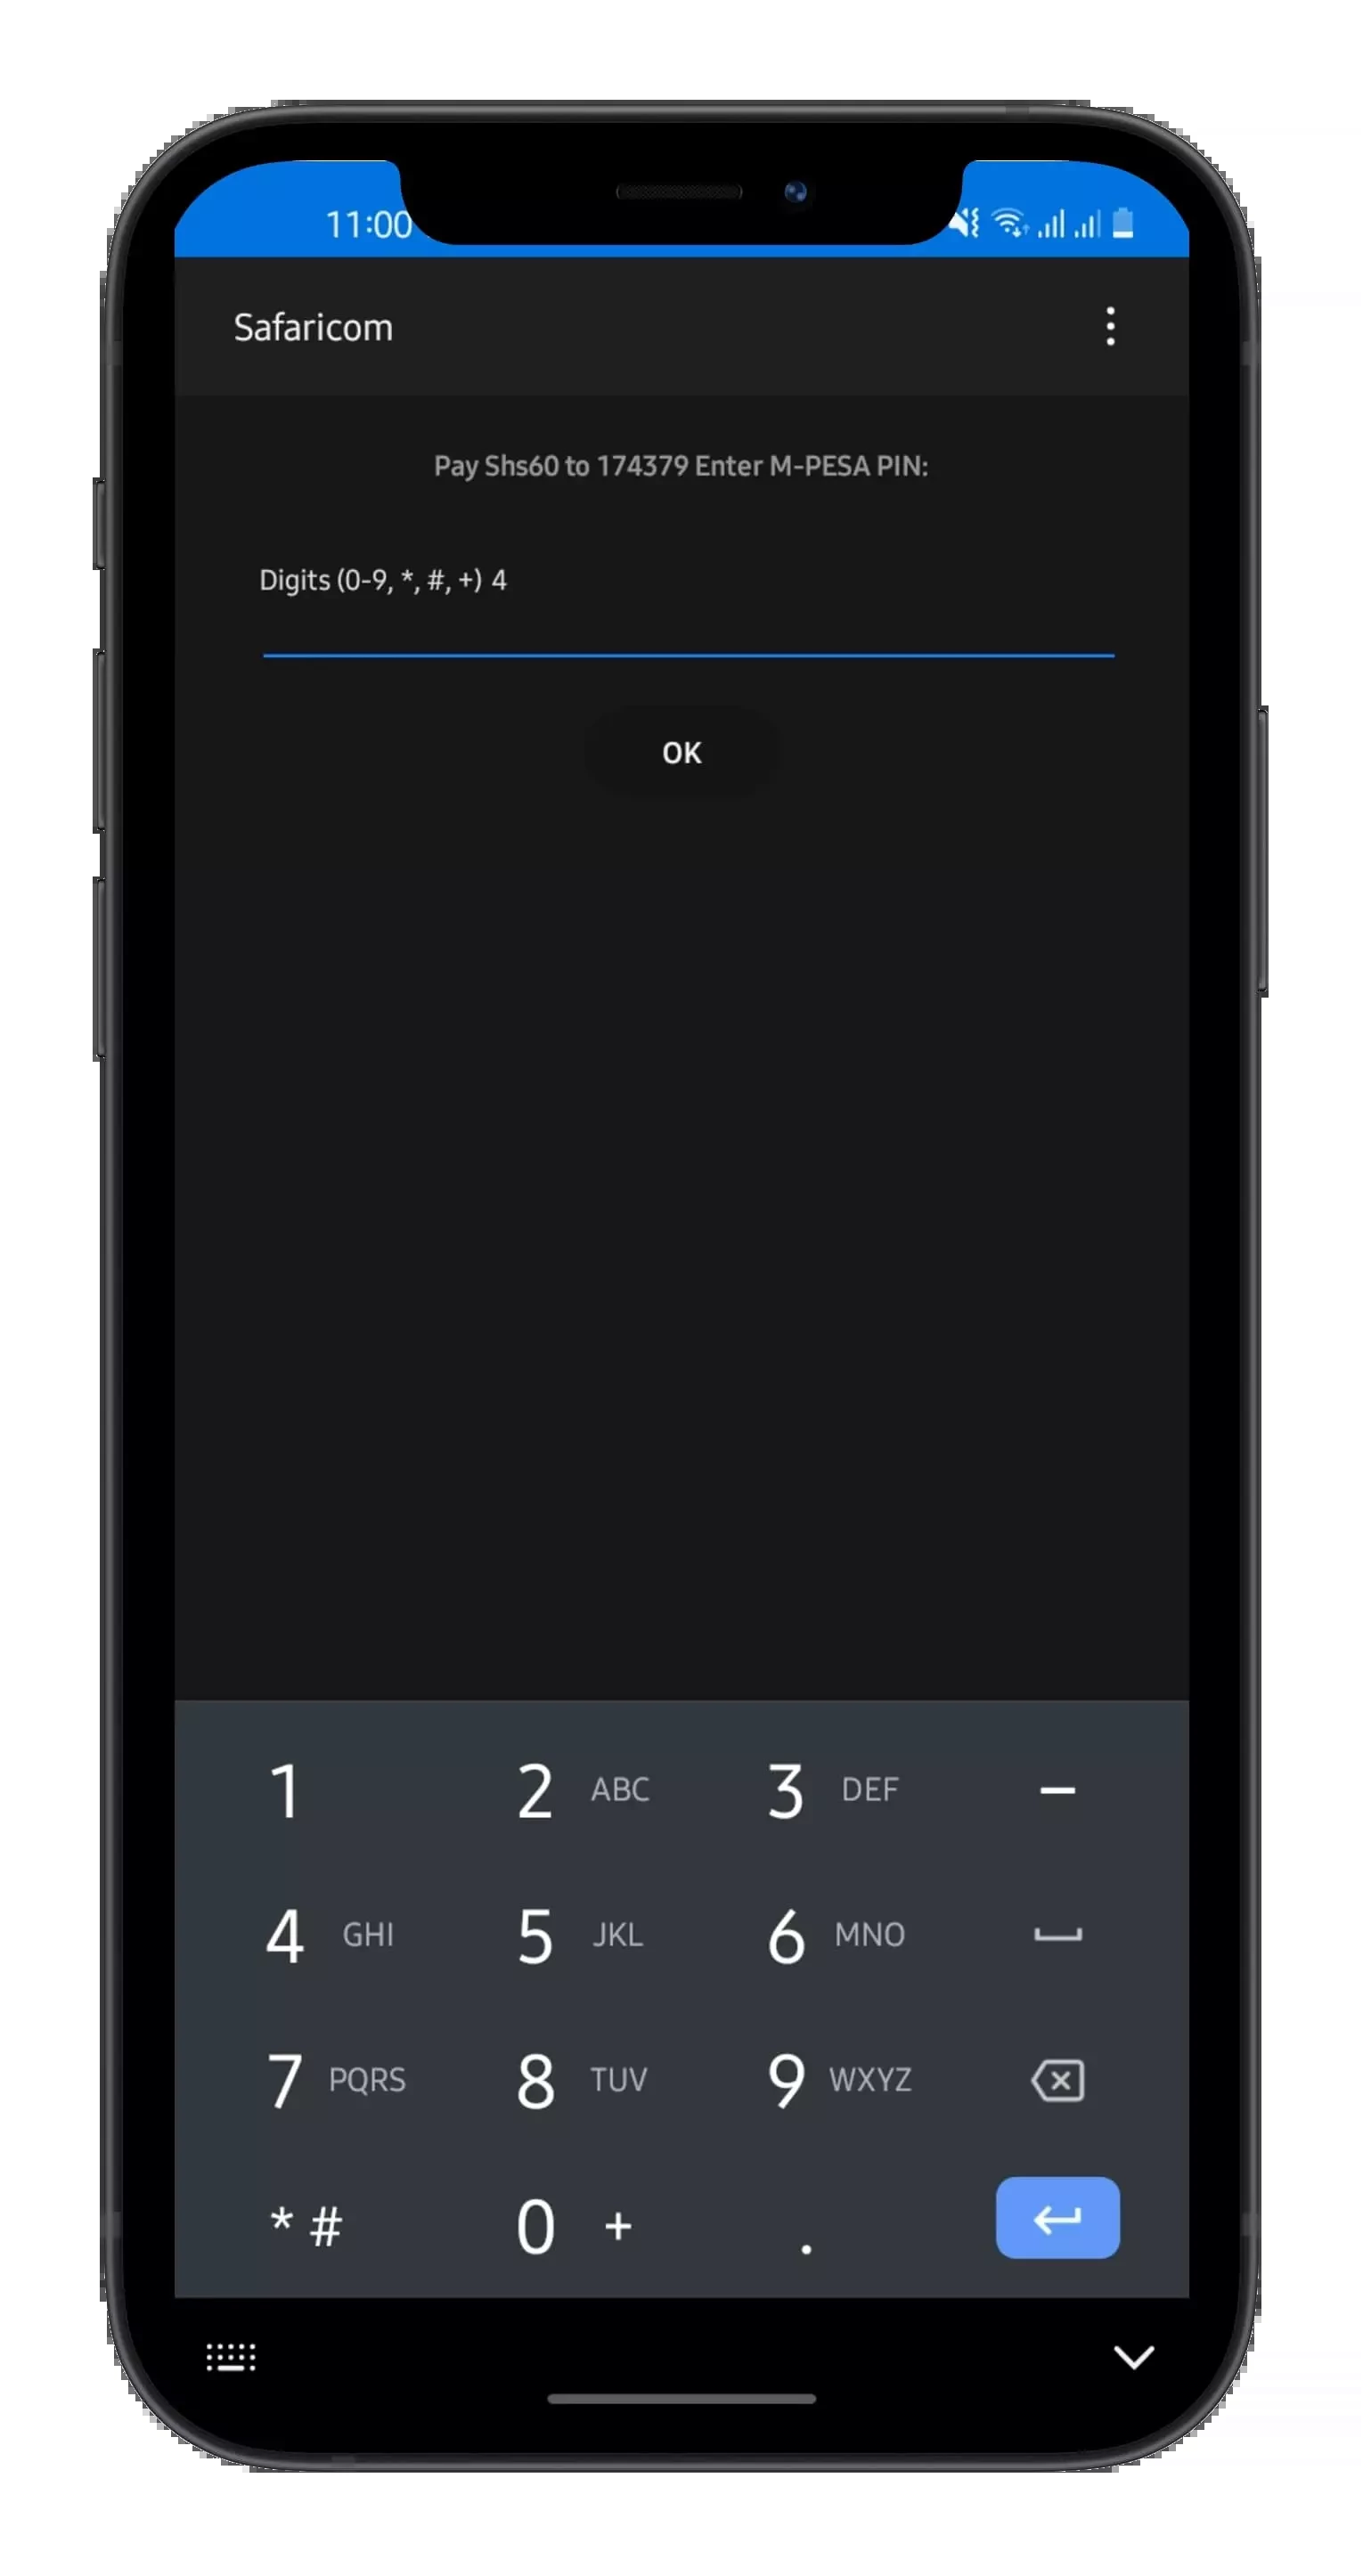 11:00
Safaricom
Pay Shs60 to 174379 Enter M-PESA PIN:
Digits (0-9, *, #, +) 4
OK
1 2 ABC 3 DEF -
4 GHI 5 JKL 6 MNO
7 PQRS 8 TUV 9 WXYZ
* # 0 + .